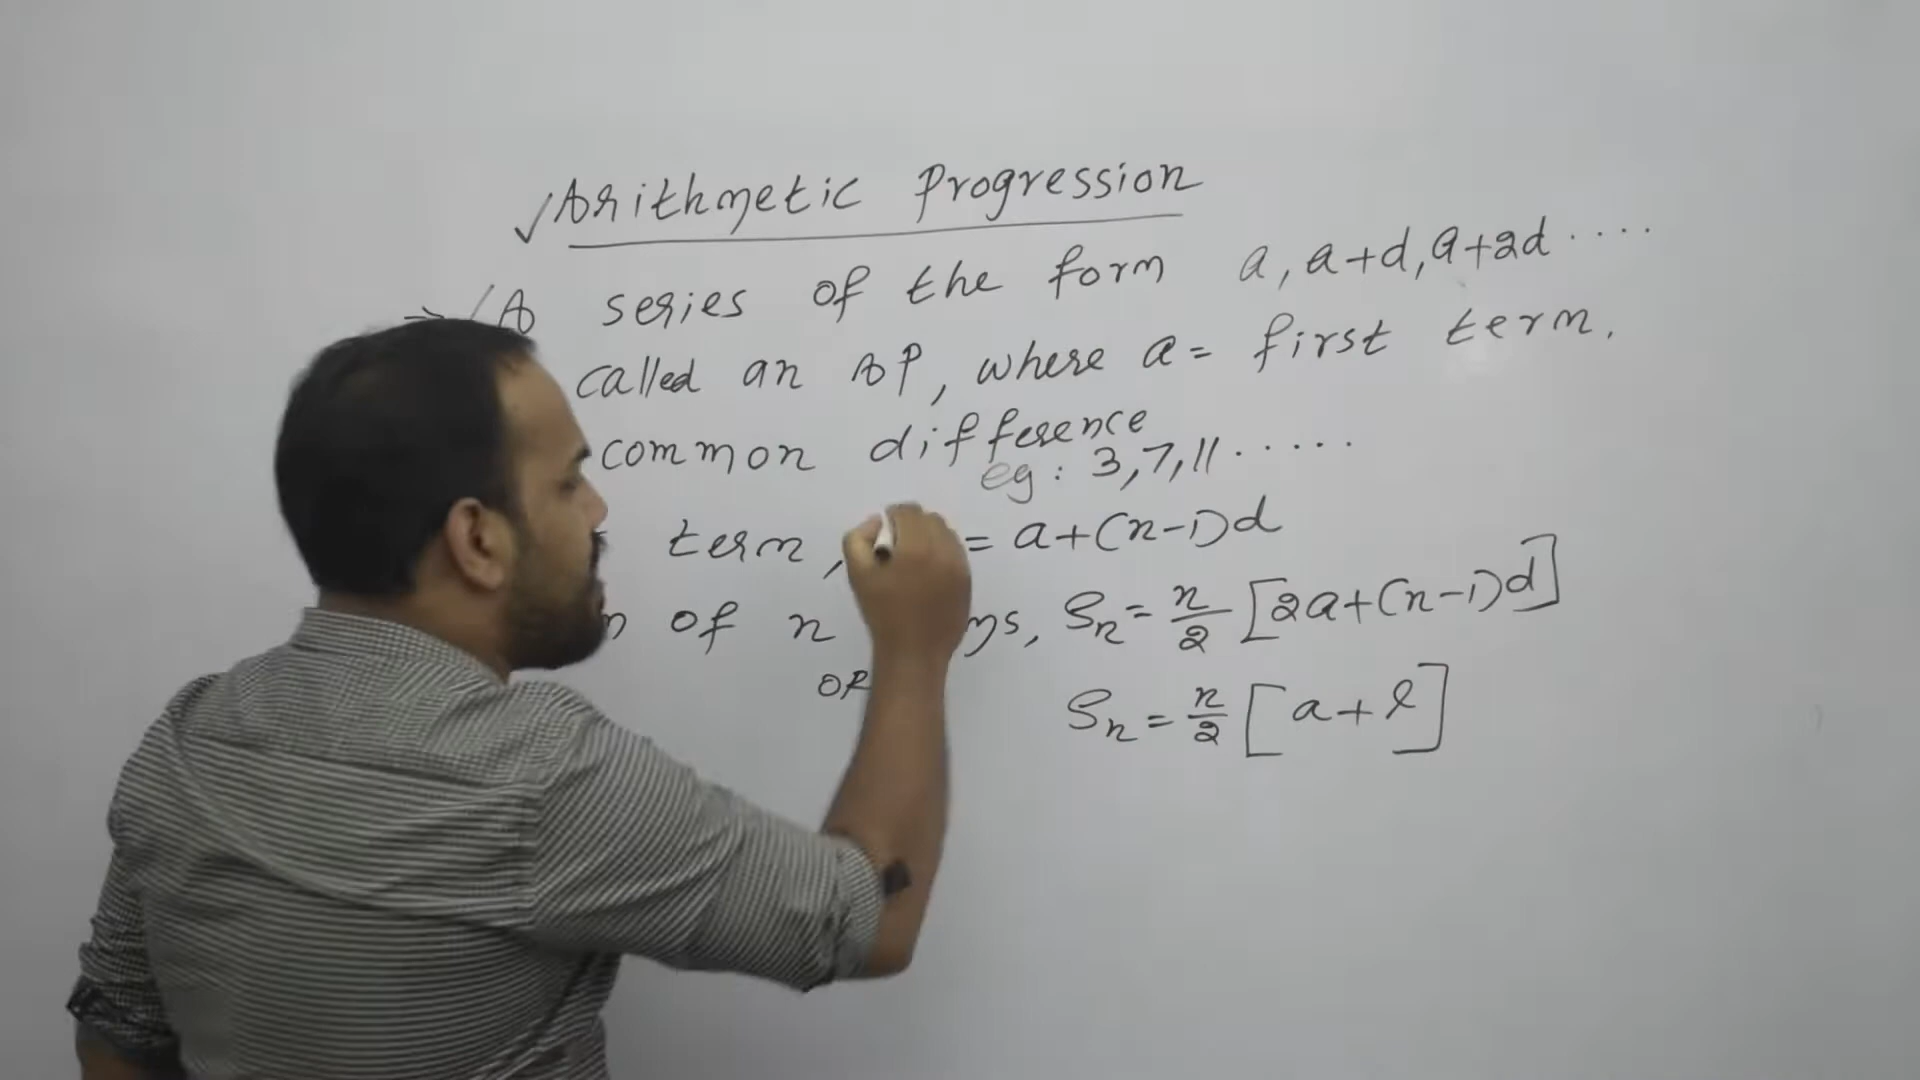 Arithmetic Progression
→ A series of the form a, a+d, a+2d ....
called an AP, where a = first term.
common difference
eg: 3, 7, 11 .....
term, = a+(n-1)d
of n Sₙ = n/2 [2a+(n-1)d]
OR Sₙ = n/2 [a+l]